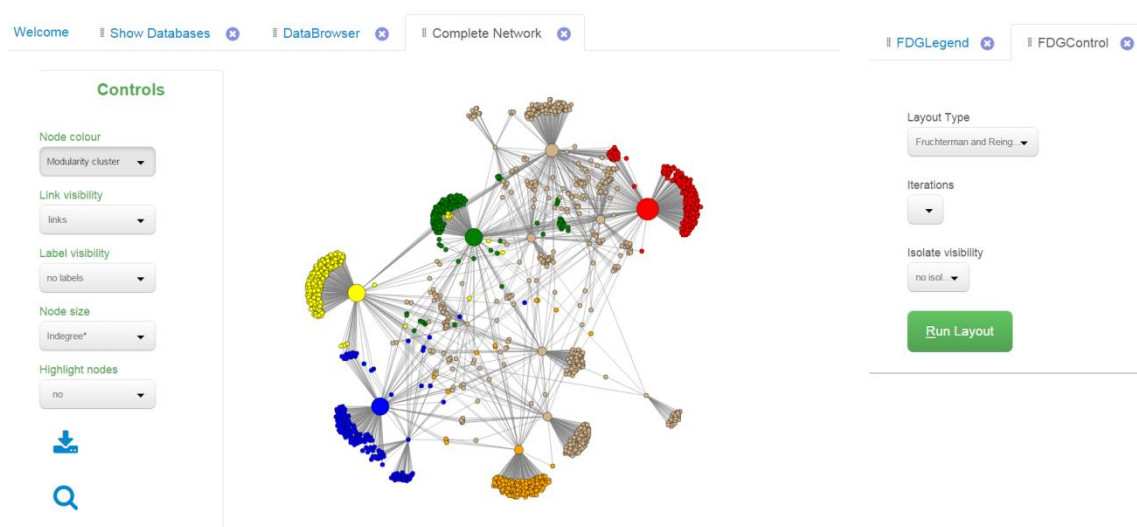 Welcome
Show Databases
DataBrowser
Complete Network
FDGLegend
FDGControl
Controls
Node colour
Modularity cluster
Link visibility
links
Label visibility
no labels
Node size
Indegree*
Highlight nodes
no
Layout Type
Fruchterman and Reing...
Iterations
Isolate visibility
no isol...
Run Layout